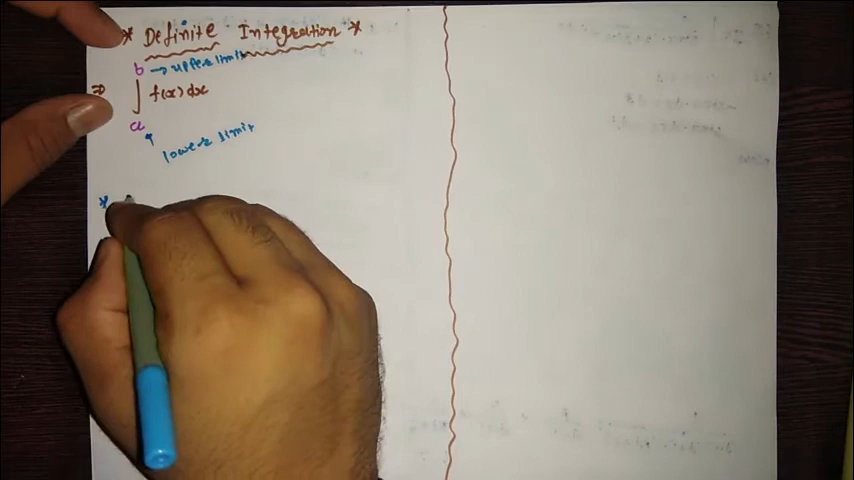 * Definite Integration *
b → upper limit
⇒ ∫ f(x) dx
a
↑
lower limit
*